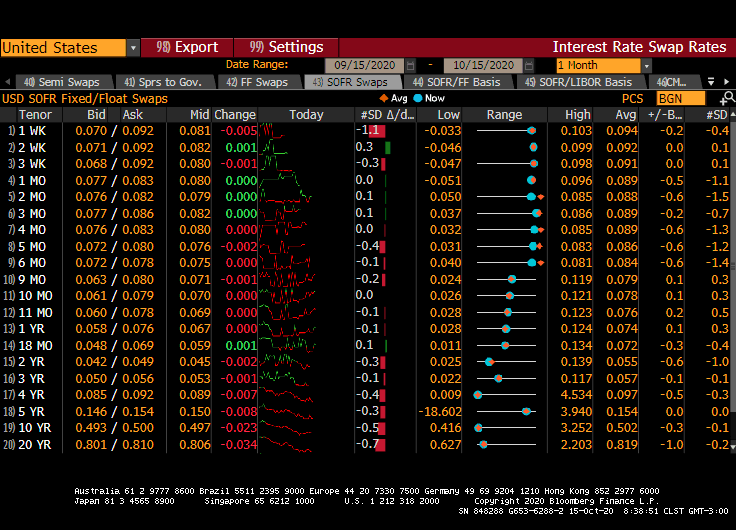 United States 99) Export 99) Settings Interest Rate Swap Rates
Date Range: 09/15/2020 - 10/15/2020 1 Month
40) Semi Swaps 41) Sprs to Gov. 42) FF Swaps 43) SOFR Swaps 44) SOFR/FF Basis 45) SOFR/LIBOR Basis 46) CM...
USD SOFR Fixed/Float Swaps Avg Now PCS BGN
Tenor Bid / Ask Mid Change Today #SD Δ/d... Low Range High Avg +/-B... #SD
1) 1 WK 0.070 / 0.092 0.081 -0.005 -1.1 -0.033 0.103 0.094 -0.2 -0.4
2) 2 WK 0.071 / 0.092 0.082 0.001 0.3 -0.046 0.099 0.092 0.0 0.1
3) 3 WK 0.068 / 0.092 0.080 -0.001 -0.3 -0.047 0.096 0.092 0.0 0.1
4) 1 MO 0.077 / 0.083 0.080 0.000 0.0 -0.051 0.096 0.089 -0.5 -1.1
5) 2 MO 0.076 / 0.082 0.079 0.000 0.1 0.050 0.085 0.088 -0.6 -1.5
6) 3 MO 0.077 / 0.086 0.082 0.000 0.1 0.037 0.086 0.089 -0.2 -0.7
7) 4 MO 0.076 / 0.083 0.080 0.000 0.0 0.032 0.085 0.089 -0.6 -1.3
8) 5 MO 0.072 / 0.080 0.076 -0.002 -0.4 0.031 0.083 0.086 -0.6 -1.2
9) 6 MO 0.072 / 0.078 0.075 0.000 -0.1 0.040 0.081 0.084 -0.6 -1.4
10) 9 MO 0.063 / 0.080 0.071 -0.001 -0.2 0.024 0.119 0.079 0.1 0.3
11) 10 MO 0.061 / 0.079 0.070 0.000 0.0 0.026 0.121 0.078 0.1 0.3
12) 11 MO 0.060 / 0.078 0.069 -0.001 -0.1 0.028 0.123 0.076 0.2 0.5
13) 1 YR 0.058 / 0.076 0.067 0.000 -0.1 0.028 0.124 0.074 0.1 0.3
14) 18 MO 0.048 / 0.069 0.059 0.001 0.1 0.011 0.134 0.072 -0.3 -0.4
15) 2 YR 0.042 / 0.049 0.045 -0.002 -0.3 0.025 0.139 0.055 -0.6 -1.0
16) 3 YR 0.050 / 0.056 0.053 -0.001 -0.1 0.022 0.117 0.057 -0.1 0.1
17) 4 YR 0.085 / 0.092 0.089 -0.007 -0.4 0.009 4.534 0.097 -0.5 -0.3
18) 5 YR 0.146 / 0.154 0.150 -0.008 -0.3 -18.602 3.940 0.154 0.0 0.0
19) 10 YR 0.493 / 0.500 0.497 -0.023 -0.5 0.416 3.252 0.502 -0.3 -0.1
20) 20 YR 0.801 / 0.810 0.806 -0.034 -0.7 0.627 2.203 0.819 -1.0 -0.2
Australia 61 2 9777 8600 Brazil 5511 2395 9000 Europe 44 20 7330 7500 Germany 49 69 9204 1210 Hong Kong 852 2977 6000
Japan 81 3 4565 8900 Singapore 65 6212 1000 U.S. 1 212 318 2000 Copyright 2020 Bloomberg Finance L.P.
SN 848288 G653-6288-2 15-Oct-20 8:38:51 CLST GMT-3:00